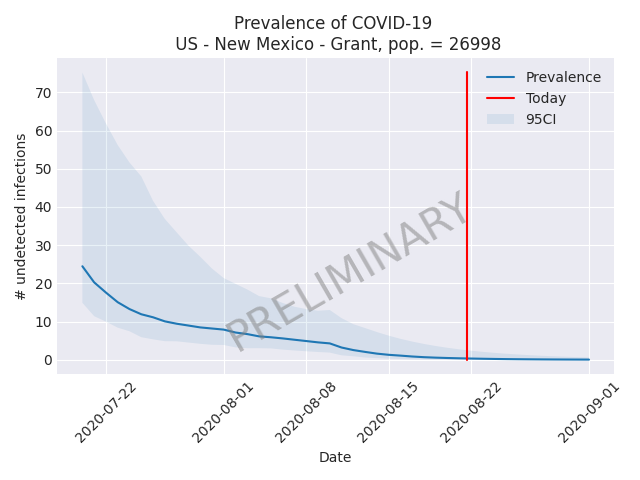 Prevalence of COVID-19
US - New Mexico - Grant, pop. = 26998
Prevalence
Today
95CI
# undetected infections
70
60
50
40
30
20
10
0
PRELIMINARY
2020-07-22
2020-08-01
2020-08-08
2020-08-15
2020-08-22
2020-09-01
Date